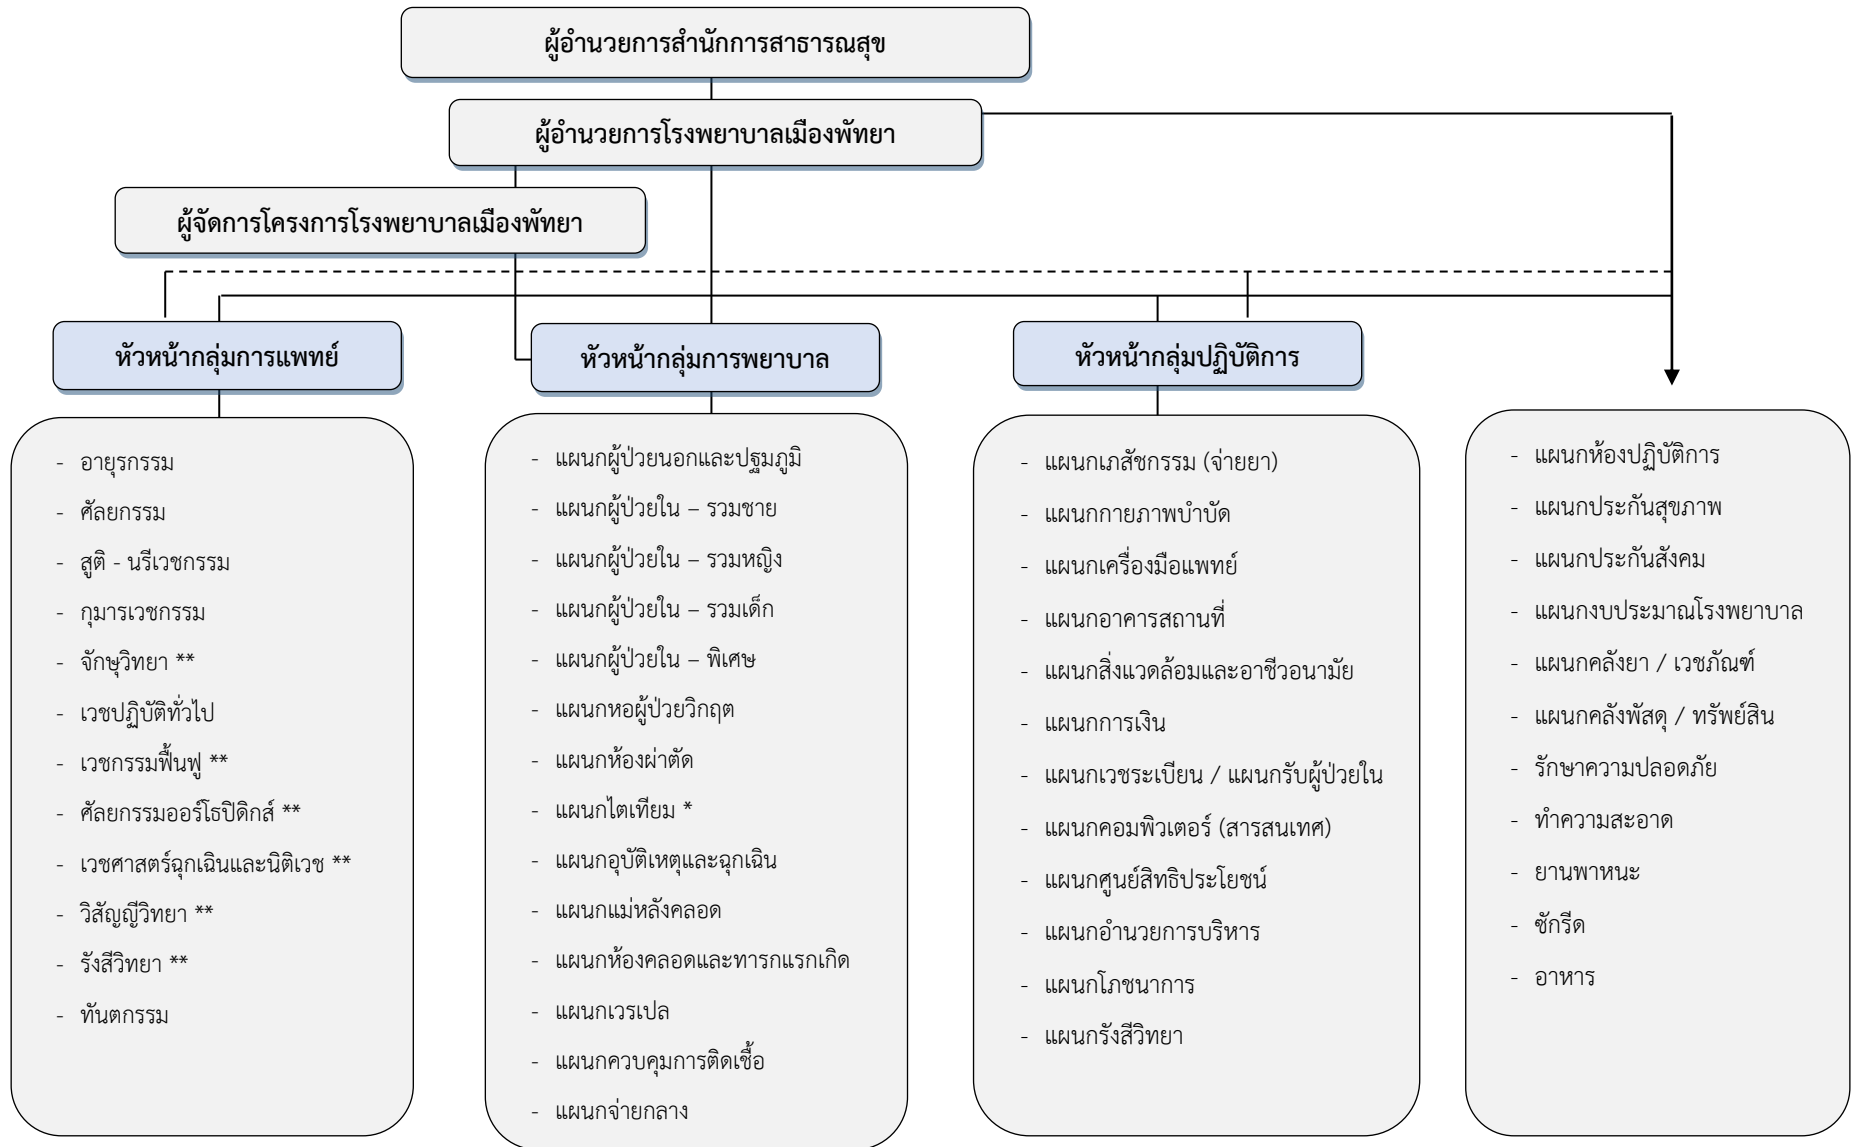 ผู้อำนวยการสำนักการสาธารณสุข
ผู้อำนวยการโรงพยาบาลเมืองพัทยา
ผู้จัดการโครงการโรงพยาบาลเมืองพัทยา
หัวหน้ากลุ่มการแพทย์
- อายุรกรรม
- ศัลยกรรม
- สูติ - นรีเวชกรรม
- กุมารเวชกรรม
- จักษุวิทยา **
- เวชปฏิบัติทั่วไป
- เวชกรรมฟื้นฟู **
- ศัลยกรรมออร์โธปิดิกส์ **
- เวชศาสตร์ฉุกเฉินและนิติเวช **
- วิสัญญีวิทยา **
- รังสีวิทยา **
- ทันตกรรม
หัวหน้ากลุ่มการพยาบาล
- แผนกผู้ป่วยนอกและปฐมภูมิ
- แผนกผู้ป่วยใน – รวมชาย
- แผนกผู้ป่วยใน – รวมหญิง
- แผนกผู้ป่วยใน – รวมเด็ก
- แผนกผู้ป่วยใน – พิเศษ
- แผนกหอผู้ป่วยวิกฤต
- แผนกห้องผ่าตัด
- แผนกไตเทียม *
- แผนกอุบัติเหตุและฉุกเฉิน
- แผนกแม่หลังคลอด
- แผนกห้องคลอดและทารกแรกเกิด
- แผนกเวรเปล
- แผนกควบคุมการติดเชื้อ
- แผนกจ่ายกลาง
หัวหน้ากลุ่มปฏิบัติการ
- แผนกเภสัชกรรม (จ่ายยา)
- แผนกกายภาพบำบัด
- แผนกเครื่องมือแพทย์
- แผนกอาคารสถานที่
- แผนกสิ่งแวดล้อมและอาชีวอนามัย
- แผนกการเงิน
- แผนกเวชระเบียน / แผนกรับผู้ป่วยใน
- แผนกคอมพิวเตอร์ (สารสนเทศ)
- แผนกศูนย์สิทธิประโยชน์
- แผนกอำนวยการบริหาร
- แผนกโภชนาการ
- แผนกรังสีวิทยา
- แผนกห้องปฏิบัติการ
- แผนกประกันสุขภาพ
- แผนกประกันสังคม
- แผนกงบประมาณโรงพยาบาล
- แผนกคลังยา / เวชภัณฑ์
- แผนกคลังพัสดุ / ทรัพย์สิน
- รักษาความปลอดภัย
- ทำความสะอาด
- ยานพาหนะ
- ซักรีด
- อาหาร